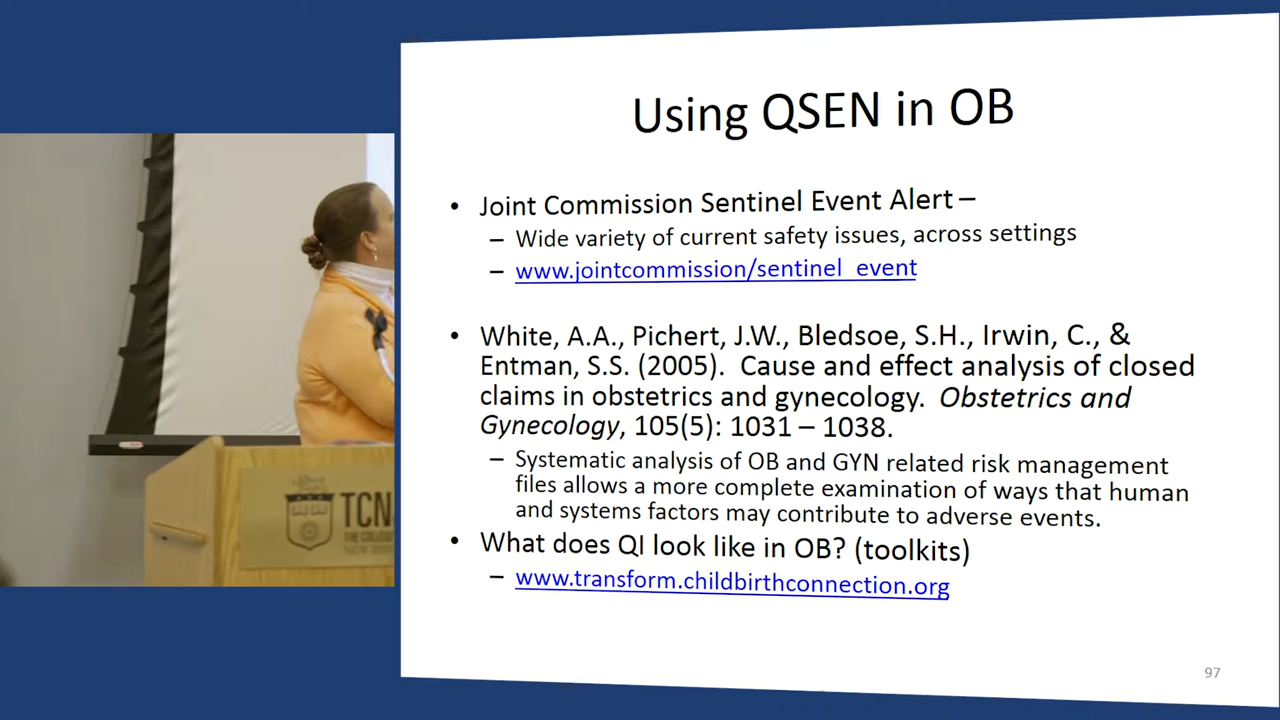 Using QSEN in OB
• Joint Commission Sentinel Event Alert –
– Wide variety of current safety issues, across settings
– www.jointcommission/sentinel_event
• White, A.A., Pichert, J.W., Bledsoe, S.H., Irwin, C., &
Entman, S.S. (2005). Cause and effect analysis of closed
claims in obstetrics and gynecology. Obstetrics and
Gynecology, 105(5): 1031 – 1038.
– Systematic analysis of OB and GYN related risk management
files allows a more complete examination of ways that human
and systems factors may contribute to adverse events.
• What does QI look like in OB? (toolkits)
– www.transform.childbirthconnection.org
97
TCN